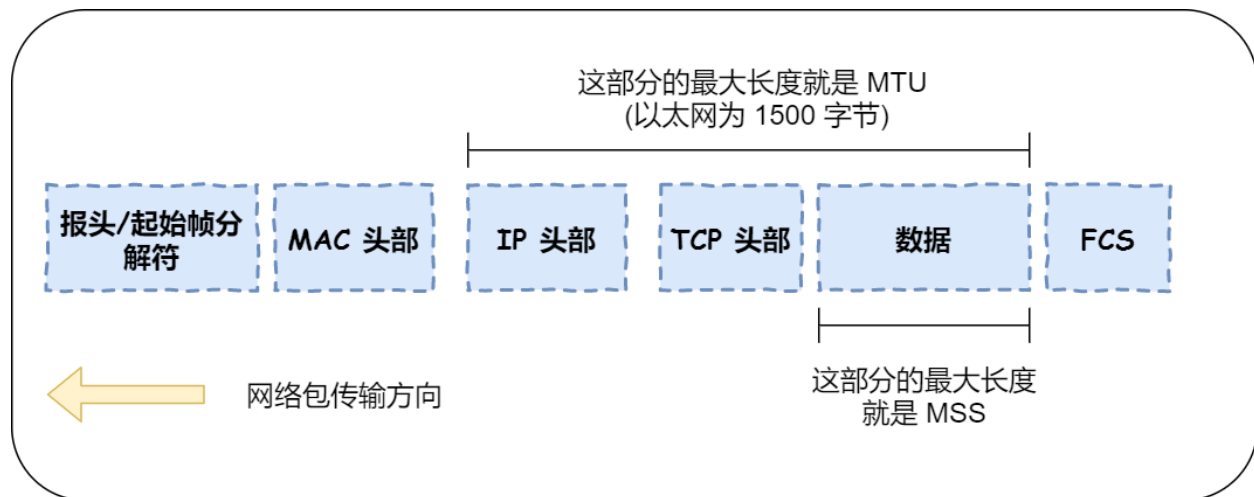 这部分的最大长度就是 MTU
(以太网为 1500 字节)
报头/起始帧分
解符
MAC 头部
IP 头部
TCP 头部
数据
FCS
网络包传输方向
这部分的最大长度
就是 MSS